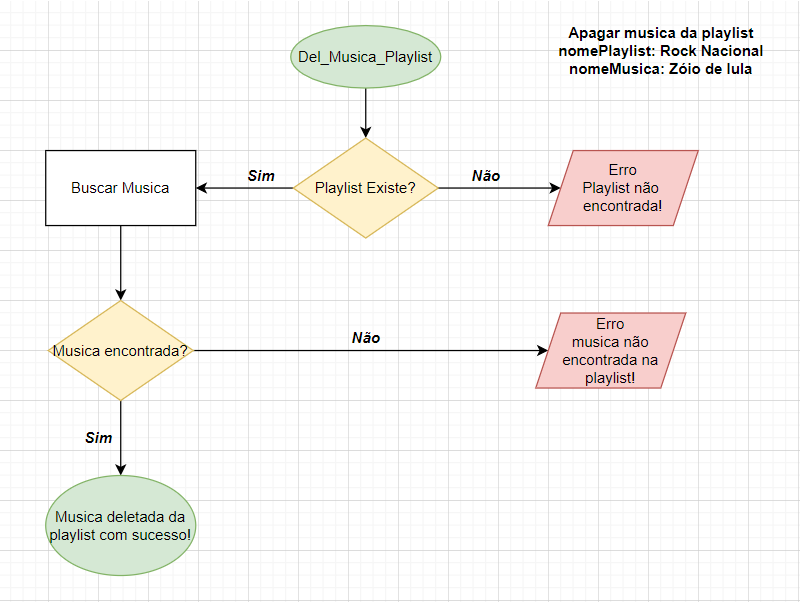 Apagar musica da playlist
nomePlaylist: Rock Nacional
nomeMusica: Zóio de lula
Del_Musica_Playlist
Playlist Existe?
Sim
Não
Buscar Musica
Erro
Playlist não
encontrada!
Musica encontrada?
Não
Erro
musica não
encontrada na
playlist!
Sim
Musica deletada da
playlist com sucesso!